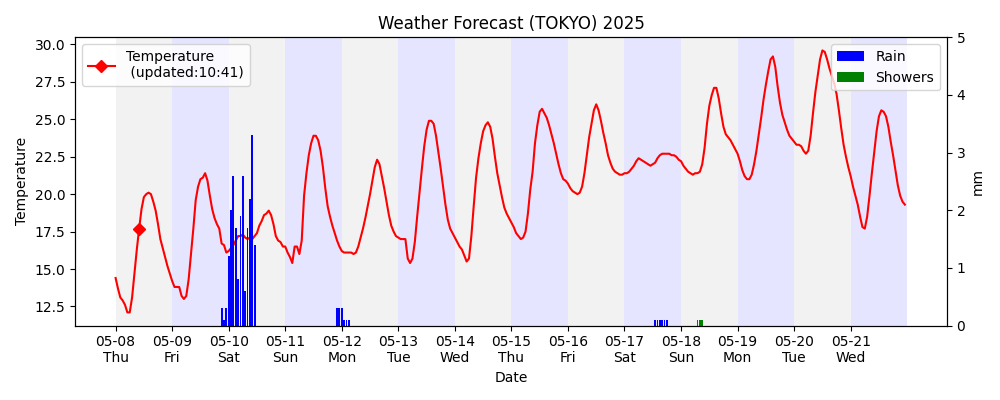 Weather Forecast (TOKYO) 2025
Temperature
(updated:10:41)
Rain
Showers
30.0
27.5
25.0
22.5
20.0
17.5
15.0
12.5
Temperature
5
4
3
2
1
0
mm
05-08 05-09 05-10 05-11 05-12 05-13 05-14 05-15 05-16 05-17 05-18 05-19 05-20 05-21
Thu Fri Sat Sun Mon Tue Wed Thu Fri Sat Sun Mon Tue Wed
Date